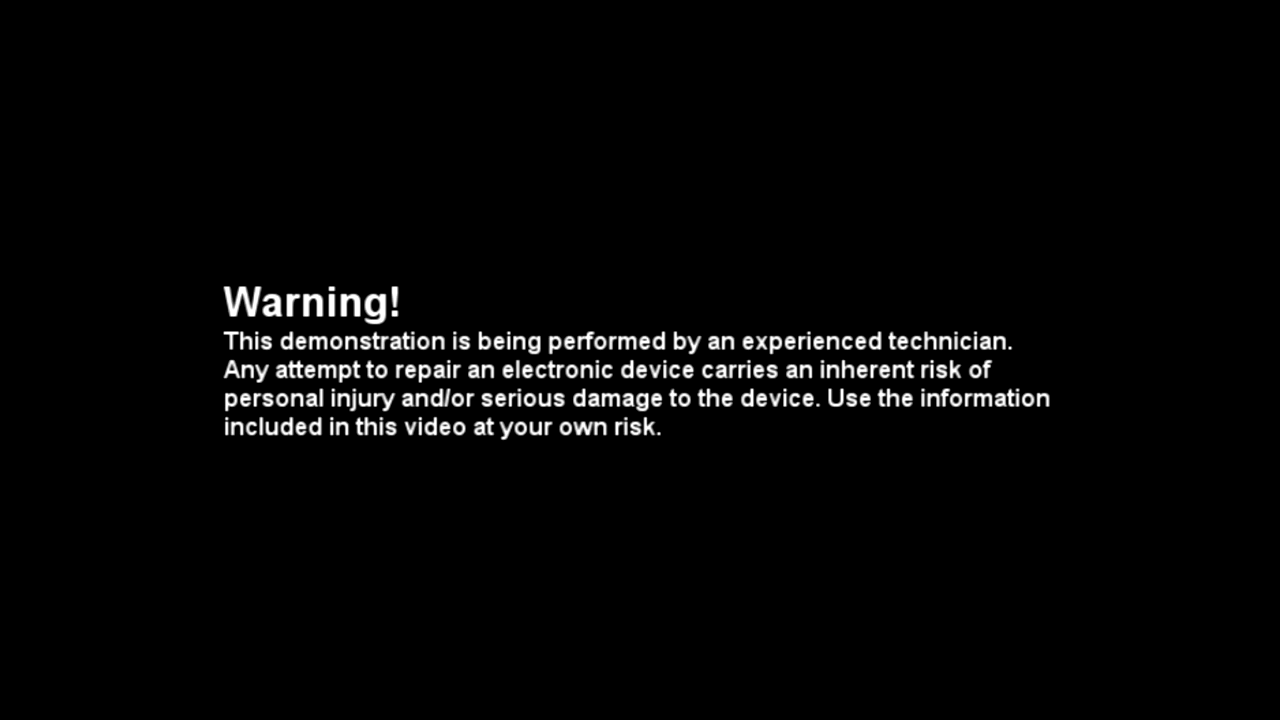 Warning!
This demonstration is being performed by an experienced technician.
Any attempt to repair an electronic device carries an inherent risk of
personal injury and/or serious damage to the device. Use the information
included in this video at your own risk.